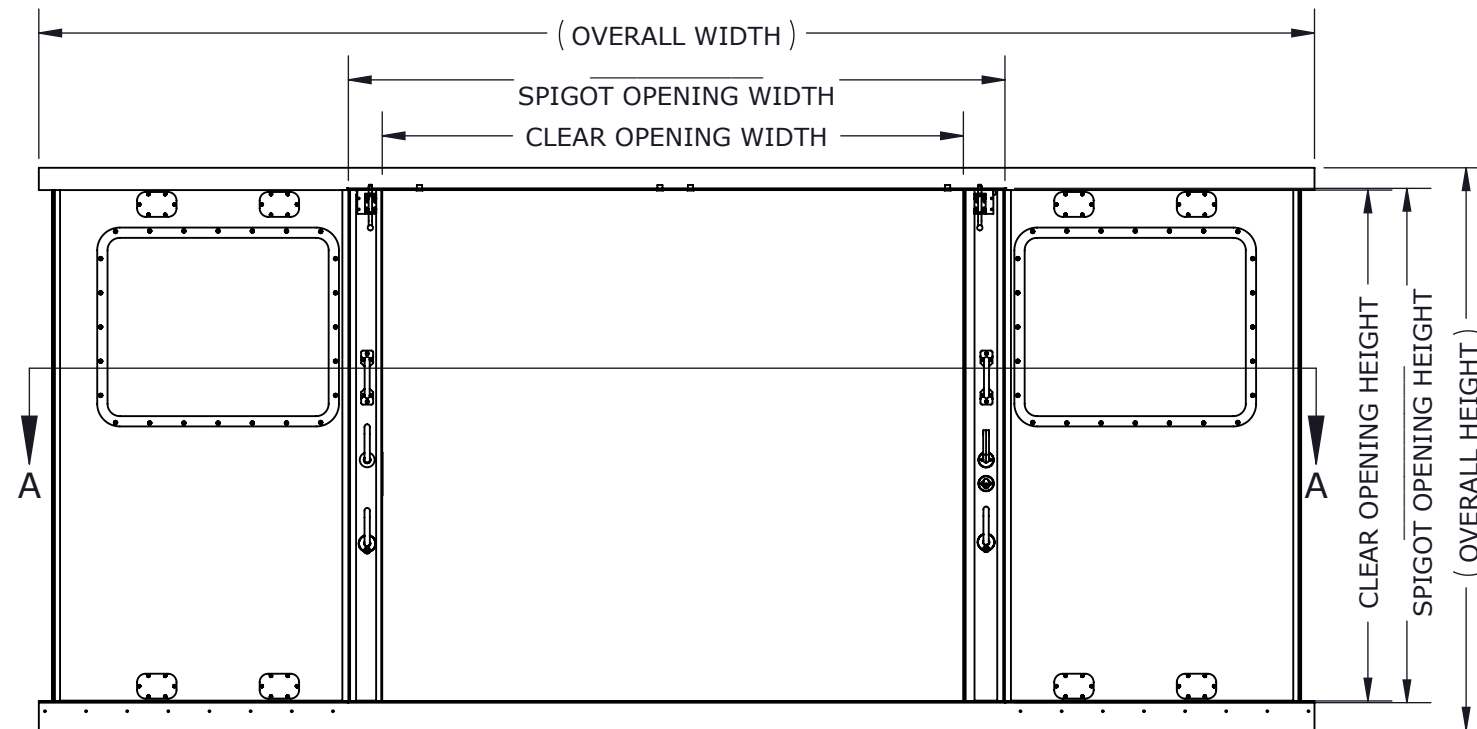 ( OVERALL WIDTH )
SPIGOT OPENING WIDTH
CLEAR OPENING WIDTH
CLEAR OPENING HEIGHT
SPIGOT OPENING HEIGHT
( OVERALL HEIGHT )
A
A